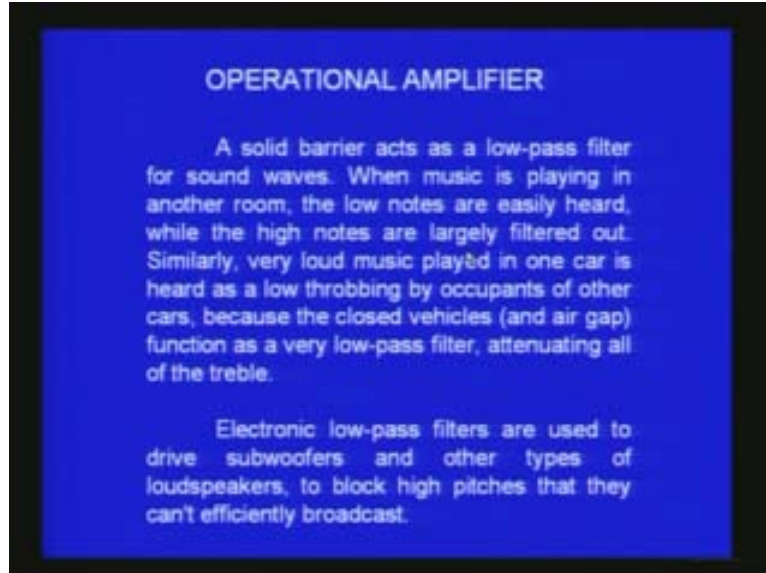 OPERATIONAL AMPLIFIER
A solid barrier acts as a low-pass filter
for sound waves. When music is playing in
another room, the low notes are easily heard,
while the high notes are largely filtered out.
Similarly, very loud music played in one car is
heard as a low throbbing by occupants of other
cars, because the closed vehicles (and air gap)
function as a very low-pass filter, attenuating all
of the treble.
Electronic low-pass filters are used to
drive subwoofers and other types of
loudspeakers, to block high pitches that they
can't efficiently broadcast.